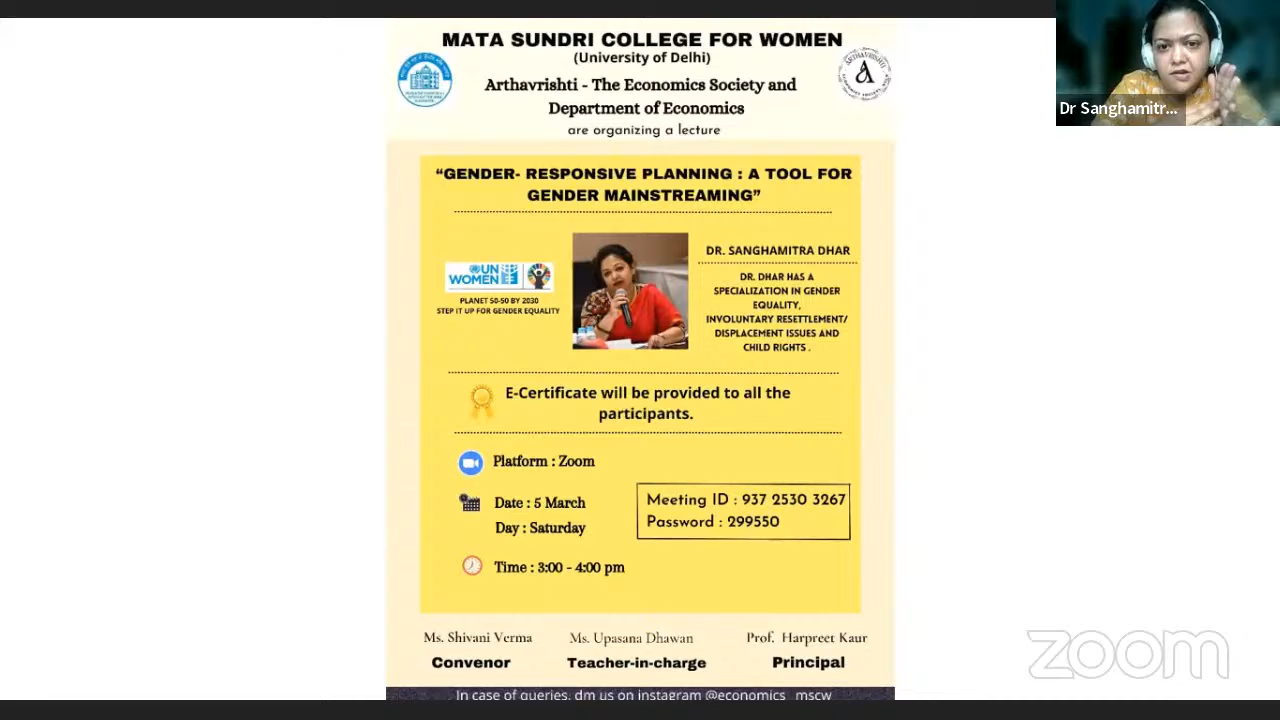 MATA SUNDRI COLLEGE FOR WOMEN
(University of Delhi)
Arthavrishti - The Economics Society and
Department of Economics
are organizing a lecture
Dr Sanghamitr...
“GENDER- RESPONSIVE PLANNING : A TOOL FOR
GENDER MAINSTREAMING”
UN
WOMEN
PLANET 50-50 BY 2030
STEP IT UP FOR GENDER EQUALITY
DR. SANGHAMITRA DHAR
DR. DHAR HAS A
SPECIALIZATION IN GENDER
EQUALITY,
INVOLUNTARY RESETTLEMENT/
DISPLACEMENT ISSUES AND
CHILD RIGHTS .
E-Certificate will be provided to all the
participants.
Platform : Zoom
Date : 5 March
Day : Saturday
Meeting ID : 937 2530 3267
Password : 299550
Time : 3:00 - 4:00 pm
Ms. Shivani Verma
Convenor
Ms. Upasana Dhawan
Teacher-in-charge
Prof. Harpreet Kaur
Principal
In case of queries, dm us on instagram @economics_mscw
zoom